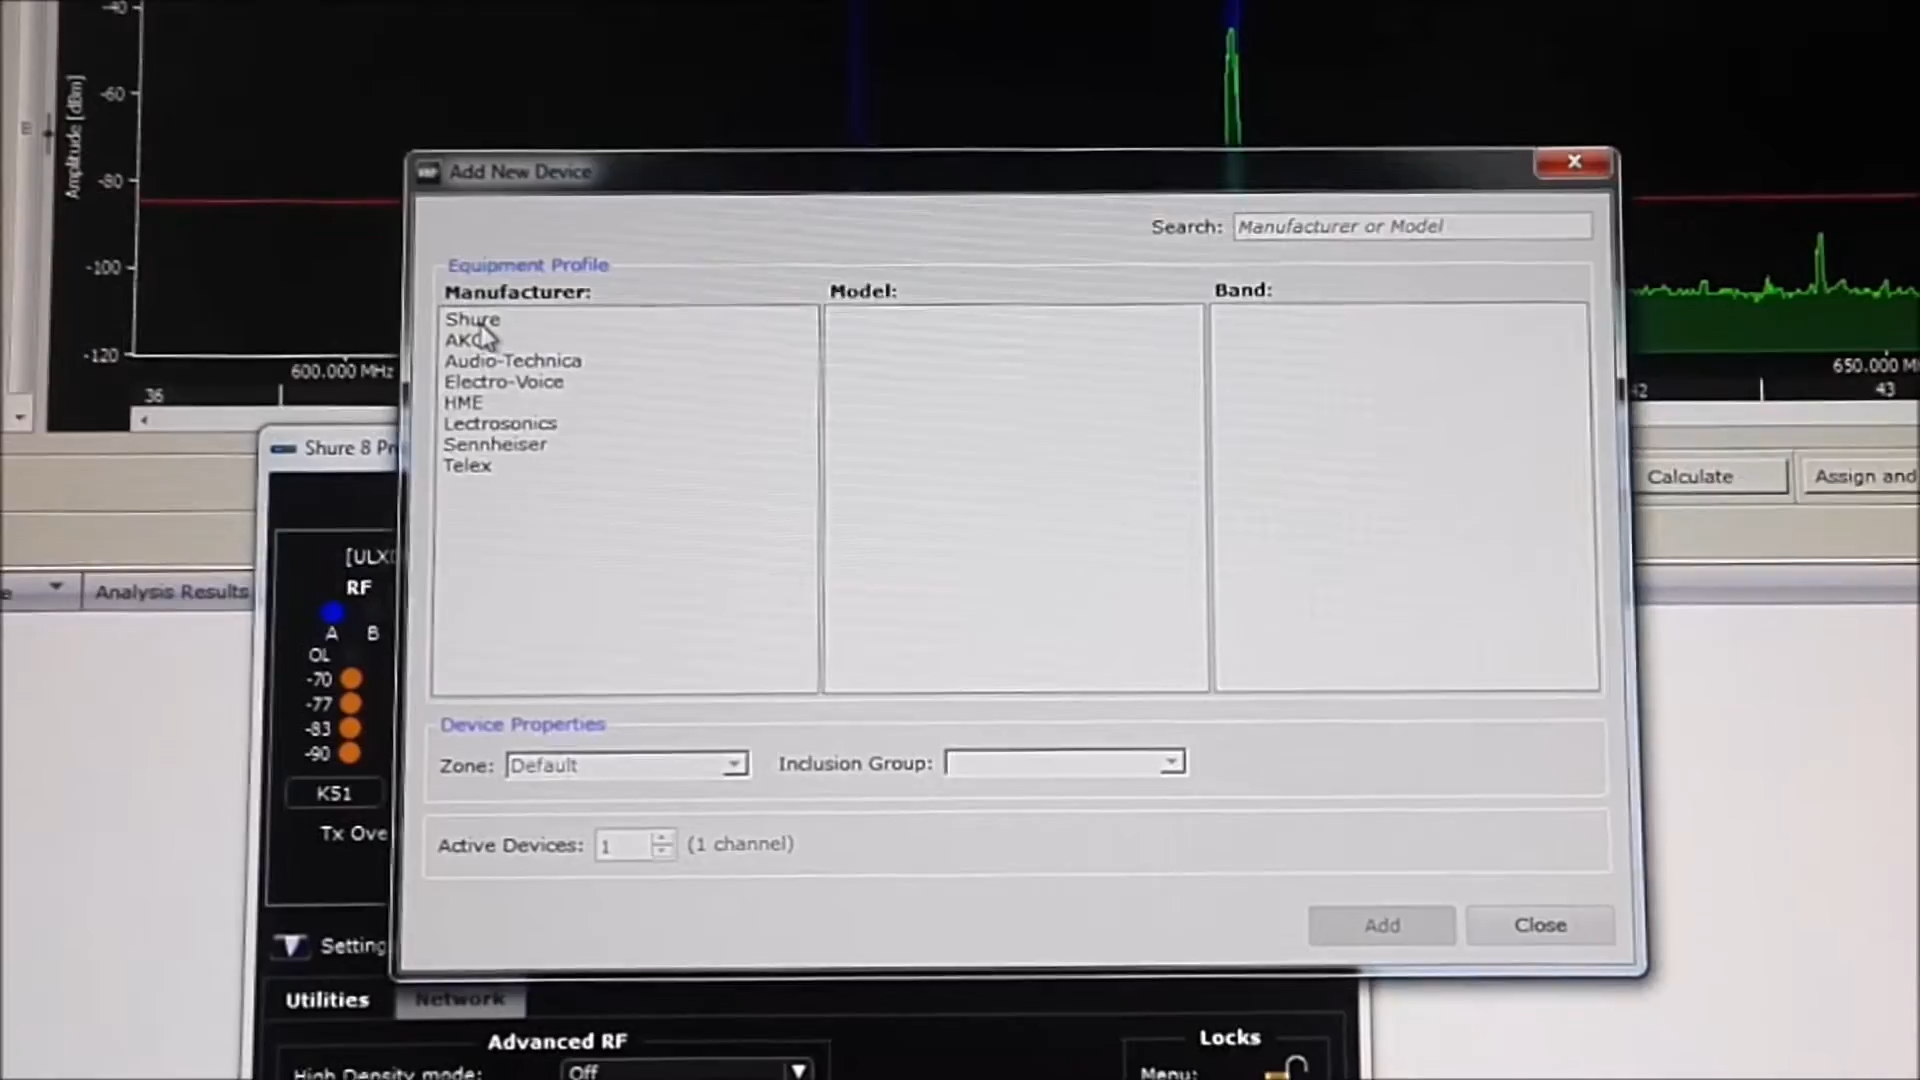 -40
-60
-80
-100
-120
Amplitude [dBm]
600.000 MHz
650.000
36
42
43
Add New Device
Search: Manufacturer or Model
Equipment Profile
Manufacturer:
Model:
Band:
Shure
AKG
Audio-Technica
Electro-Voice
HME
Lectrosonics
Sennheiser
Telex
Device Properties
Zone: Default
Inclusion Group:
Active Devices: 1 (1 channel)
Add
Close
Shure 8
Calculate
Assign and
Analysis Results
RF
A B
OL
-70
-77
-83
-90
K51
Tx
Utilities
Network
Advanced RF
High Density mode: Off
Locks
Menu: